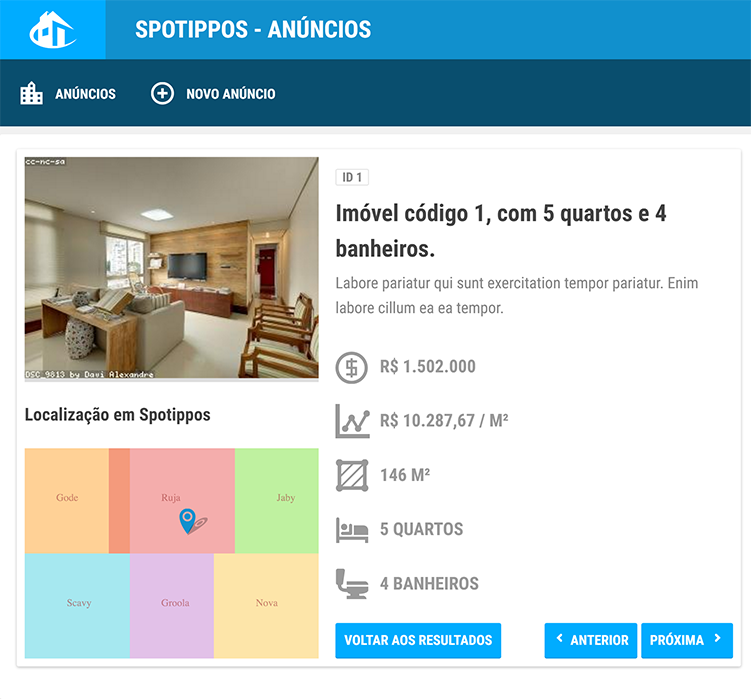 SPOTIPPOS - ANÚNCIOS
ANÚNCIOS
NOVO ANÚNCIO
cc-nc-sa
DSC_9813 by Davi Alexandre
ID 1
Imóvel código 1, com 5 quartos e 4
banheiros.
Labore pariatur qui sunt exercitation tempor pariatur. Enim
labore cillum ea ea tempor.
R$ 1.502.000
R$ 10.287,67 / M²
146 M²
5 QUARTOS
4 BANHEIROS
Localização em Spotippos
Gode
Ruja
Jaby
Scavy
Groola
Nova
VOLTAR AOS RESULTADOS
ANTERIOR
PRÓXIMA